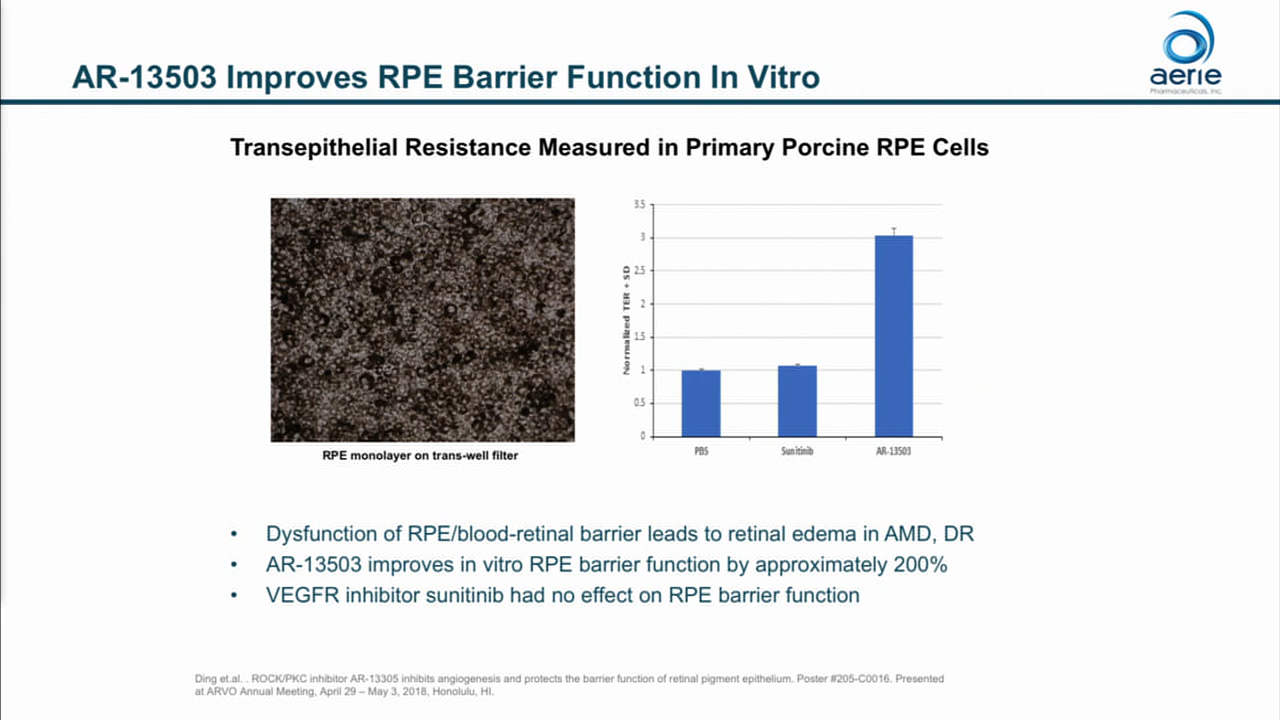 AR-13503 Improves RPE Barrier Function In Vitro
aerie
Pharmaceuticals, Inc.
Transepithelial Resistance Measured in Primary Porcine RPE Cells
RPE monolayer on trans-well filter
Normalized TER + SD
3.5
3
2.5
2
1.5
1
0.5
0
PBS
Sunitinib
AR-13503
• Dysfunction of RPE/blood-retinal barrier leads to retinal edema in AMD, DR
• AR-13503 improves in vitro RPE barrier function by approximately 200%
• VEGFR inhibitor sunitinib had no effect on RPE barrier function
Ding et.al. . ROCK/PKC inhibitor AR-13305 inhibits angiogenesis and protects the barrier function of retinal pigment epithelium. Poster #205-C0016. Presented
at ARVO Annual Meeting, April 29 – May 3, 2018, Honolulu, HI.